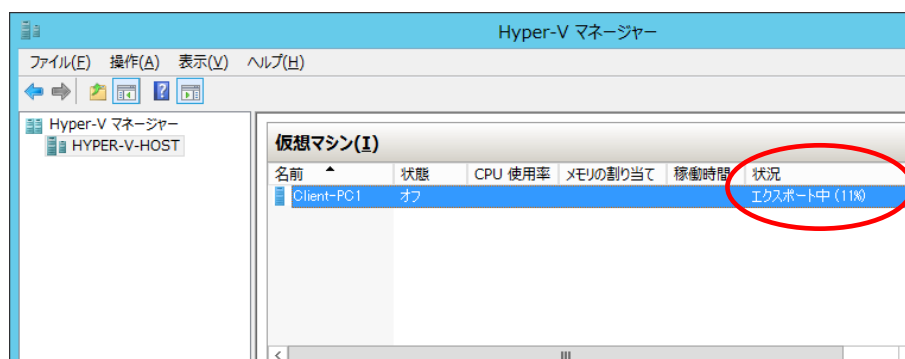 Hyper-V マネージャー
ファイル(F) 操作(A) 表示(V) ヘルプ(H)
Hyper-V マネージャー
HYPER-V-HOST
仮想マシン(I)
名前 状態 CPU 使用率 メモリの割り当て 稼働時間 状況
Client-PC1 オフ エクスポート中 (11%)